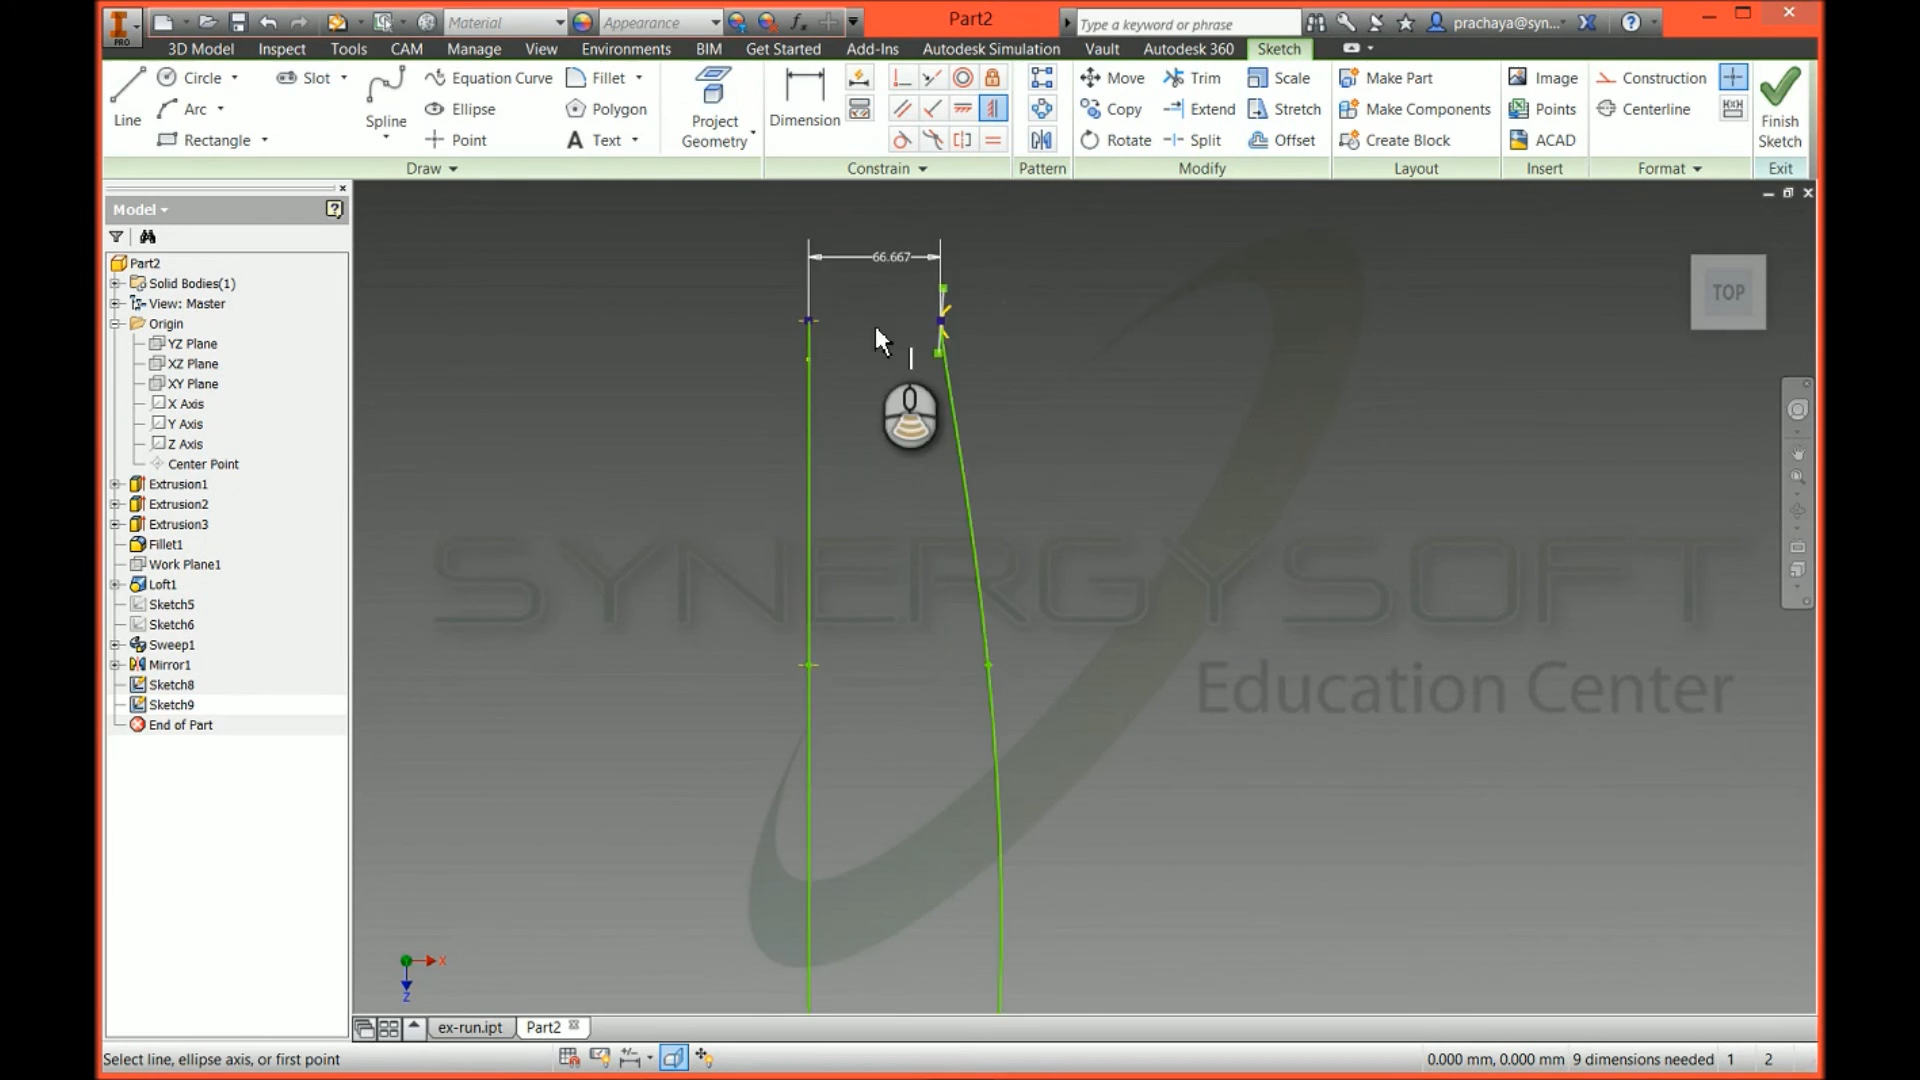 PRO
Material
Appearance
Part2
Type a keyword or phrase
prachaya@syn...
3D Model
Inspect
Tools
CAM
Manage
View
Environments
BIM
Get Started
Add-Ins
Autodesk Simulation
Vault
Autodesk 360
Sketch
Line
Circle
Arc
Rectangle
Slot
Spline
Equation Curve
Ellipse
Point
Fillet
Polygon
Text
Project Geometry
Dimension
Move
Copy
Rotate
Trim
Extend
Split
Scale
Stretch
Offset
Make Part
Make Components
Create Block
Image
Points
ACAD
Construction
Centerline
Finish Sketch
Draw
Constrain
Pattern
Modify
Layout
Insert
Format
Exit
Model
Part2
Solid Bodies(1)
View: Master
Origin
YZ Plane
XZ Plane
XY Plane
X Axis
Y Axis
Z Axis
Center Point
Extrusion1
Extrusion2
Extrusion3
Fillet1
Work Plane1
Loft1
Sketch5
Sketch6
Sweep1
Mirror1
Sketch8
Sketch9
End of Part
66.667
TOP
SYNERGYSOFT
Education Center
X
Z
ex-run.ipt
Part2
Select line, ellipse axis, or first point
0.000 mm, 0.000 mm
9 dimensions needed
1
2